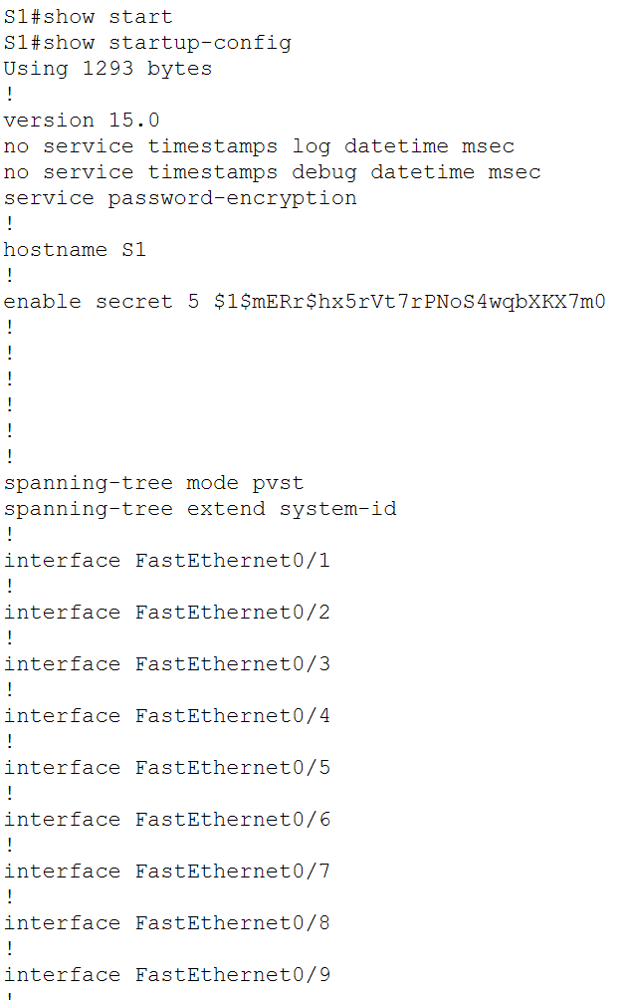 S1#show start
S1#show startup-config
Using 1293 bytes
!
version 15.0
no service timestamps log datetime msec
no service timestamps debug datetime msec
service password-encryption
!
hostname S1
!
enable secret 5 $1$mERr$hx5rVt7rPNoS4wqbXKX7m0
!
!
!
!
!
!
spanning-tree mode pvst
spanning-tree extend system-id
!
interface FastEthernet0/1
!
interface FastEthernet0/2
!
interface FastEthernet0/3
!
interface FastEthernet0/4
!
interface FastEthernet0/5
!
interface FastEthernet0/6
!
interface FastEthernet0/7
!
interface FastEthernet0/8
!
interface FastEthernet0/9
!